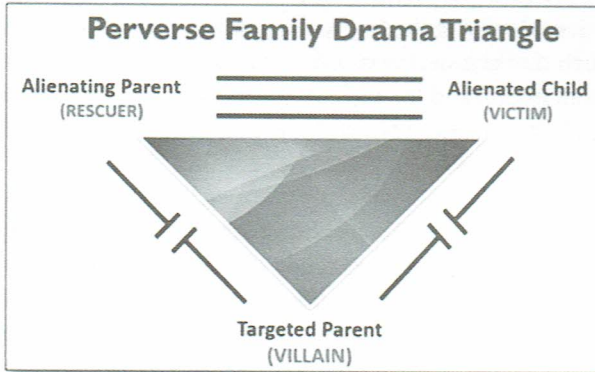 Perverse Family Drama Triangle
Alienating Parent
(RESCUER)
Alienated Child
(VICTIM)
Targeted Parent
(VILLAIN)